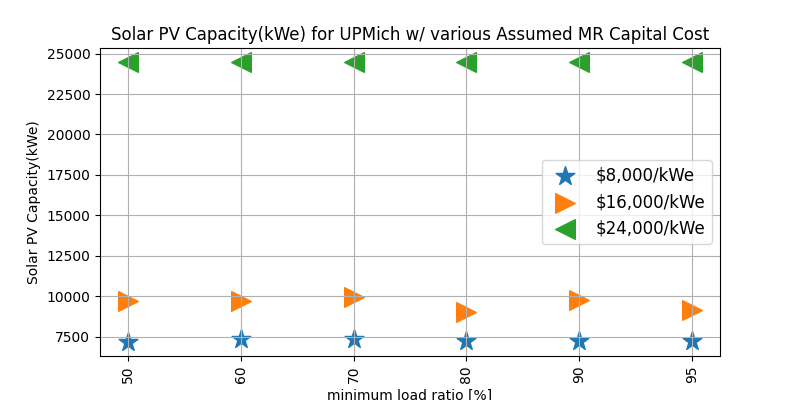 Solar PV Capacity(kWe) for UPMich w/ various Assumed MR Capital Cost
Solar PV Capacity(kWe)
25000
22500
20000
17500
15000
12500
10000
7500
$8,000/kWe
$16,000/kWe
$24,000/kWe
50
60
70
80
90
95
minimum load ratio [%]